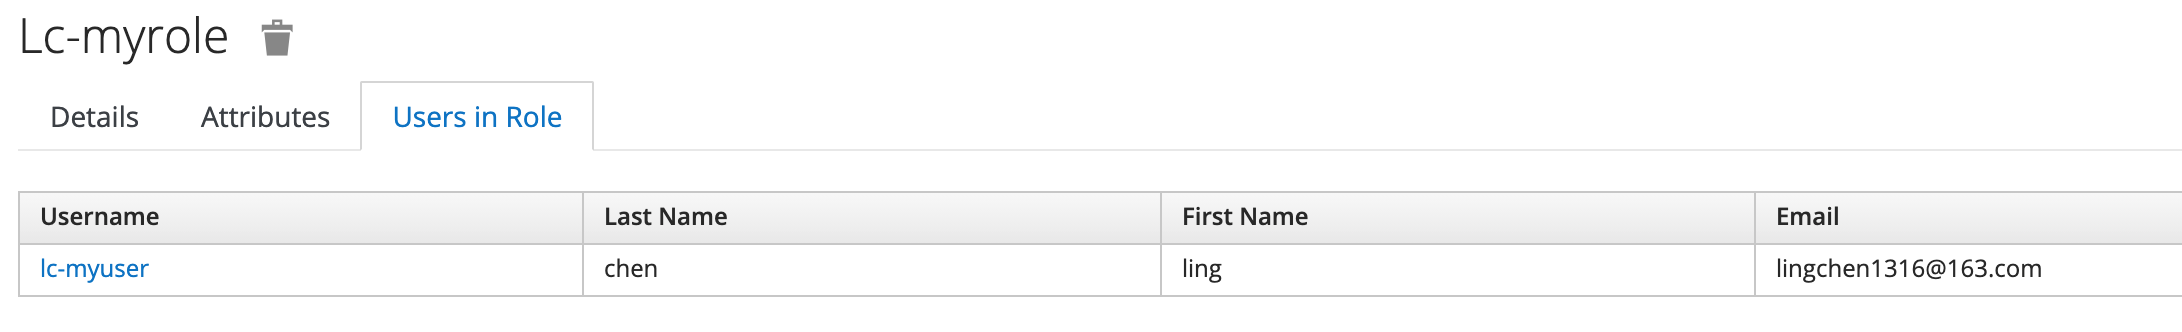 Lc-myrole
Details Attributes Users in Role
Username Last Name First Name Email
lc-myuser chen ling lingchen1316@163.com